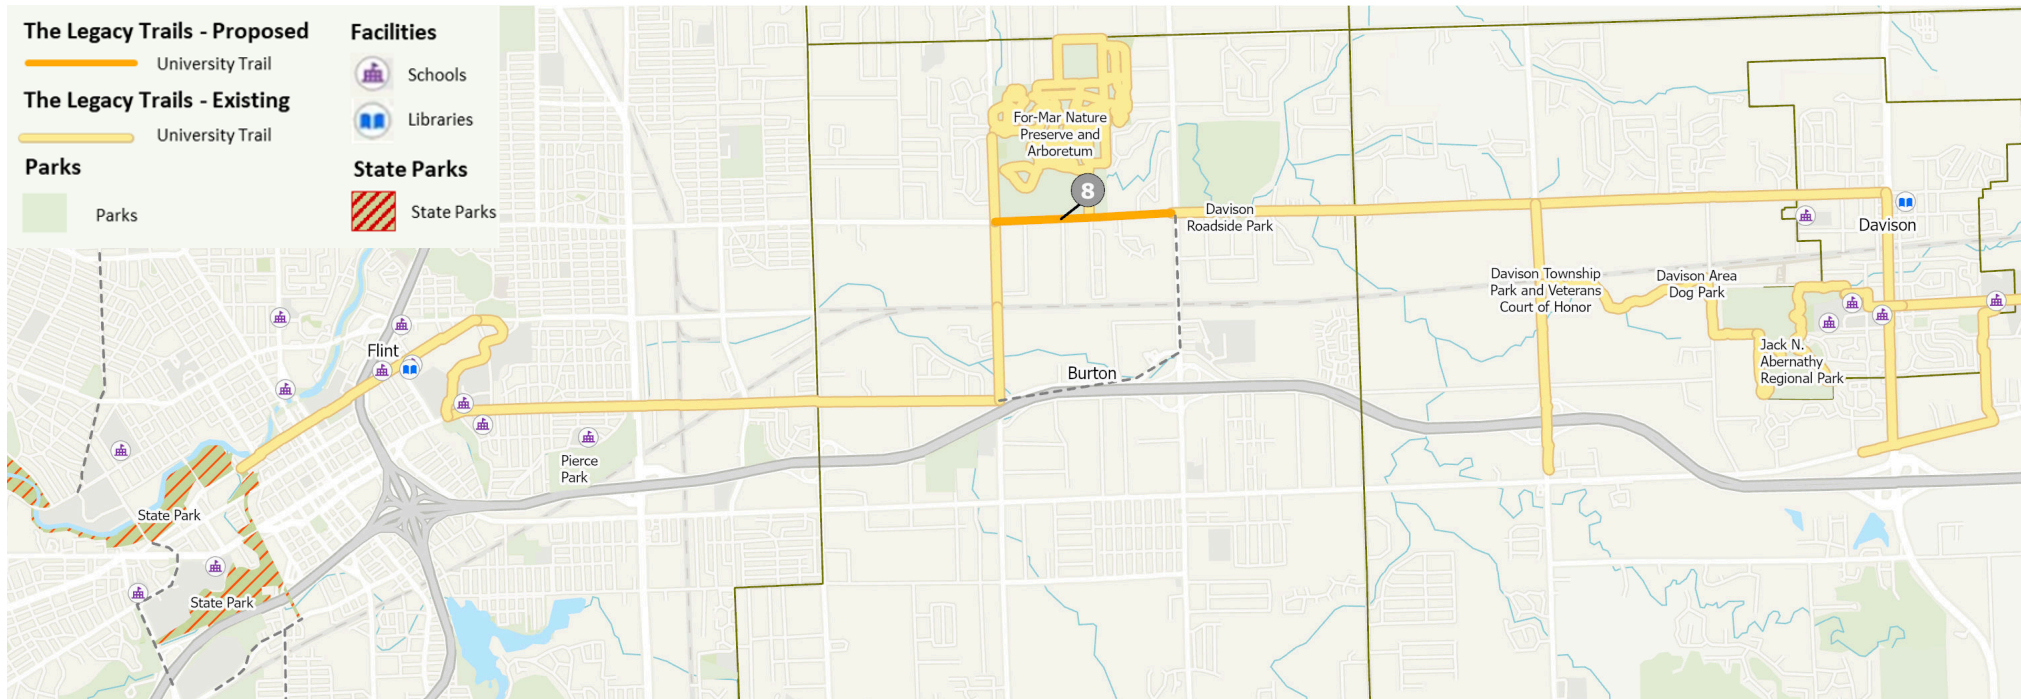 The Legacy Trails - Proposed
University Trail
The Legacy Trails - Existing
University Trail
Parks
Parks
Facilities
Schools
Libraries
State Parks
State Parks
For-Mar Nature
Preserve and
Arboretum
8
Davison
Roadside Park
Davison
Davison Township
Park and Veterans
Court of Honor
Davison Area
Dog Park
Jack N.
Abernathy
Regional Park
Flint
Burton
Pierce
Park
State Park
State Park